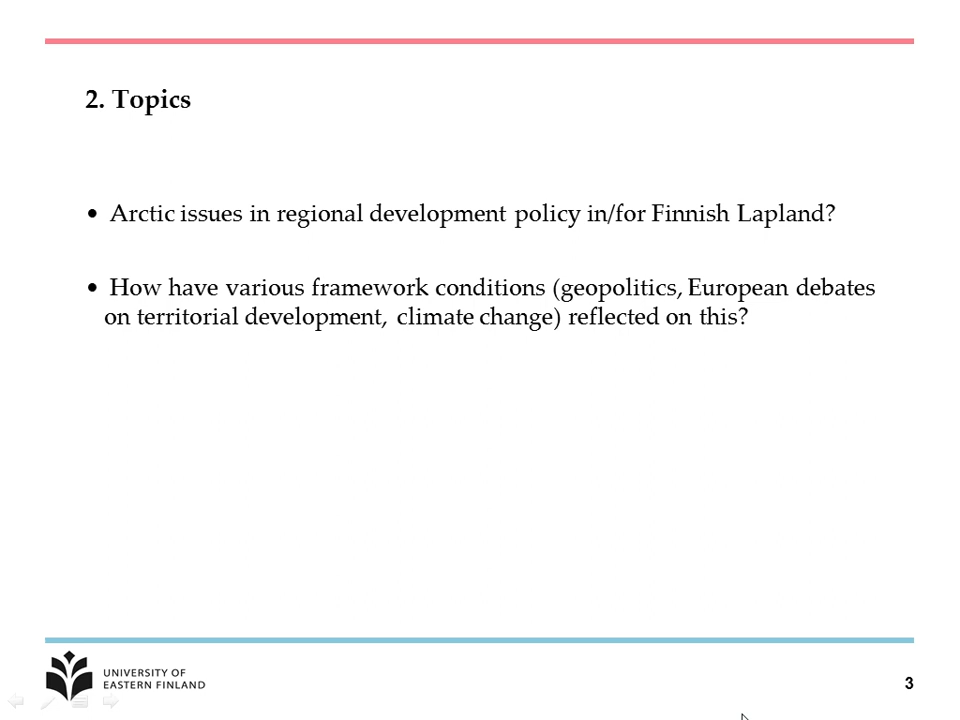 2. Topics
• Arctic issues in regional development policy in/for Finnish Lapland?
• How have various framework conditions (geopolitics, European debates
on territorial development, climate change) reflected on this?
UNIVERSITY OF
EASTERN FINLAND
3